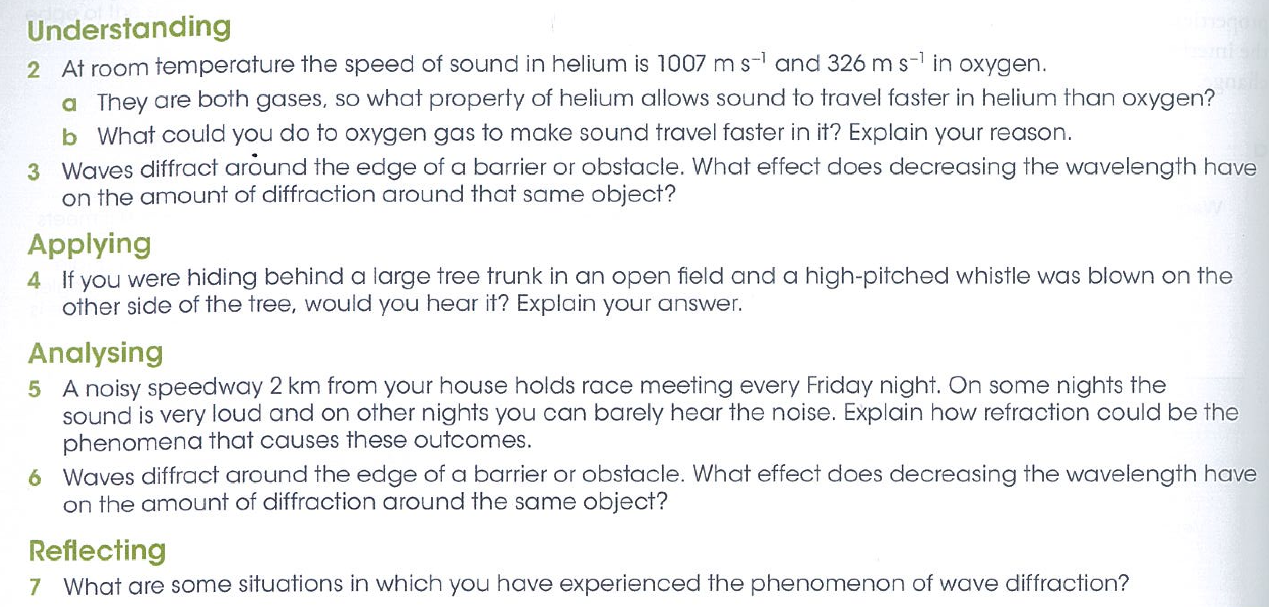 Understanding
2 At room temperature the speed of sound in helium is 1007 m s⁻¹ and 326 m s⁻¹ in oxygen.
a They are both gases, so what property of helium allows sound to travel faster in helium than oxygen?
b What could you do to oxygen gas to make sound travel faster in it? Explain your reason.
3 Waves diffract around the edge of a barrier or obstacle. What effect does decreasing the wavelength have
on the amount of diffraction around that same object?
Applying
4 If you were hiding behind a large tree trunk in an open field and a high-pitched whistle was blown on the
other side of the tree, would you hear it? Explain your answer.
Analysing
5 A noisy speedway 2 km from your house holds race meeting every Friday night. On some nights the
sound is very loud and on other nights you can barely hear the noise. Explain how refraction could be the
phenomena that causes these outcomes.
6 Waves diffract around the edge of a barrier or obstacle. What effect does decreasing the wavelength have
on the amount of diffraction around the same object?
Reflecting
7 What are some situations in which you have experienced the phenomenon of wave diffraction?